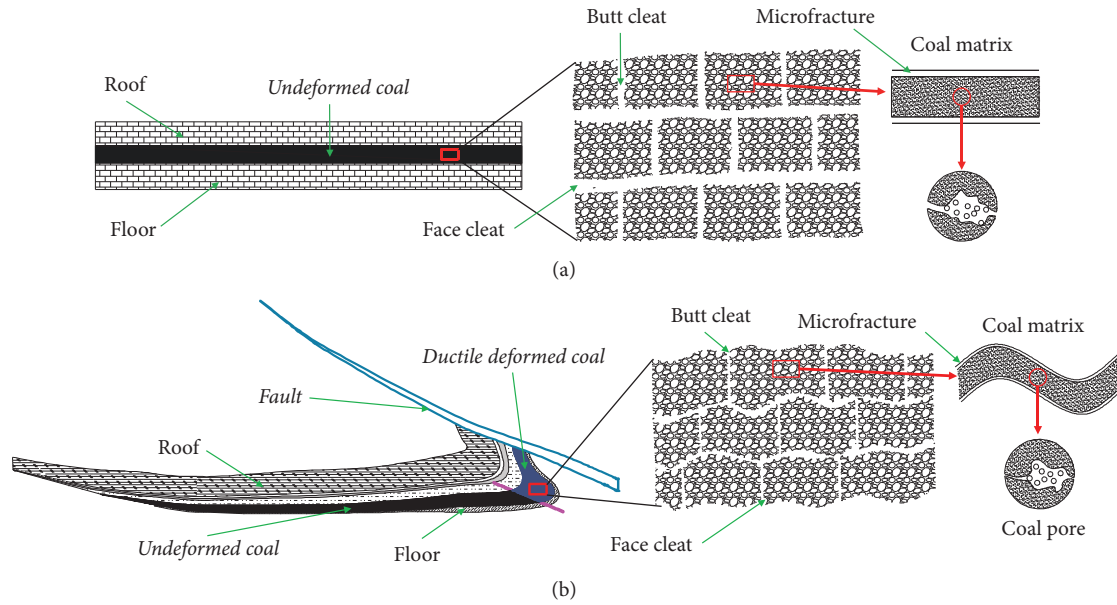 Roof
Undeformed coal
Floor
Butt cleat
Face cleat
Microfracture
Coal matrix
(a)
Fault
Ductile deformed coal
Roof
Undeformed coal
Floor
Butt cleat
Face cleat
Microfracture
Coal matrix
Coal pore
(b)